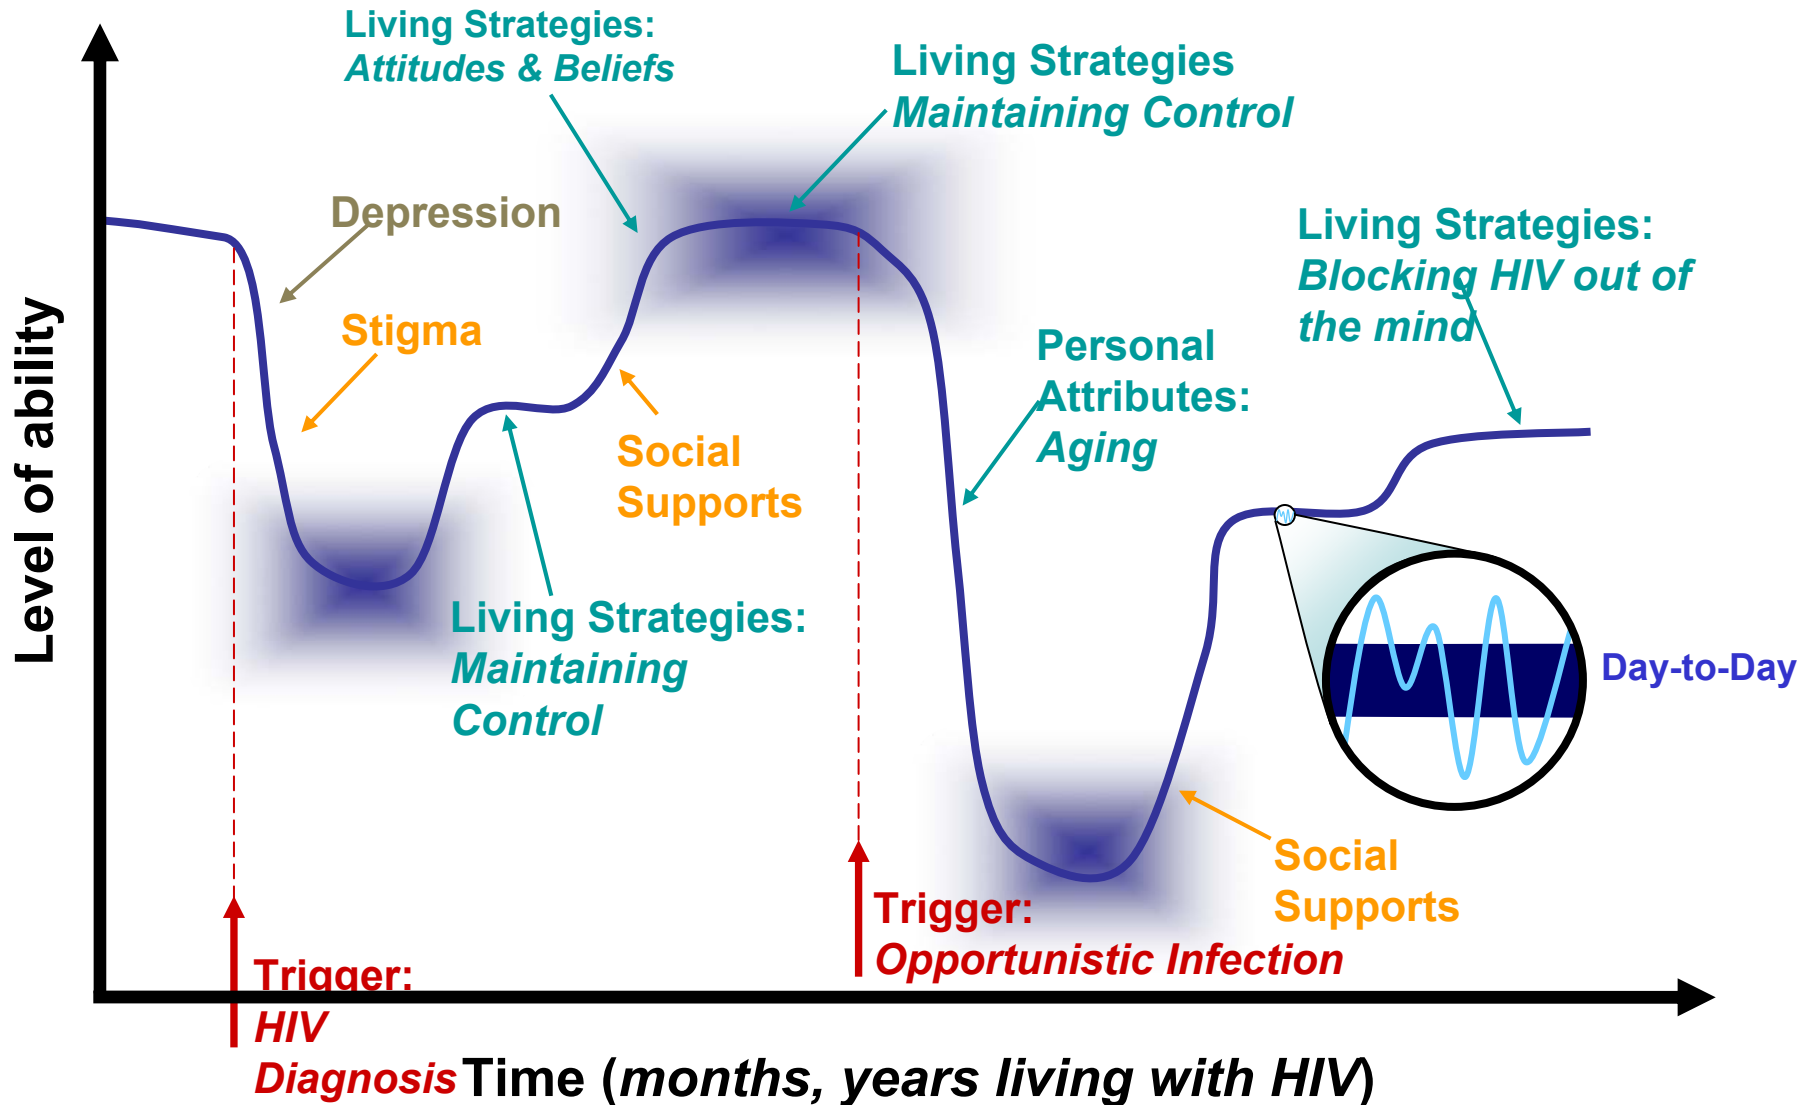 Living Strategies:
Attitudes & Beliefs
Living Strategies
Maintaining Control
Depression
Living Strategies:
Blocking HIV out of
the mind
Stigma
Personal
Attributes:
Aging
Social
Supports
Level of ability
Living Strategies:
Maintaining
Control
Day-to-Day
Social
Supports
Trigger:
Opportunistic Infection
Trigger:
HIV
Diagnosis
Time (months, years living with HIV)